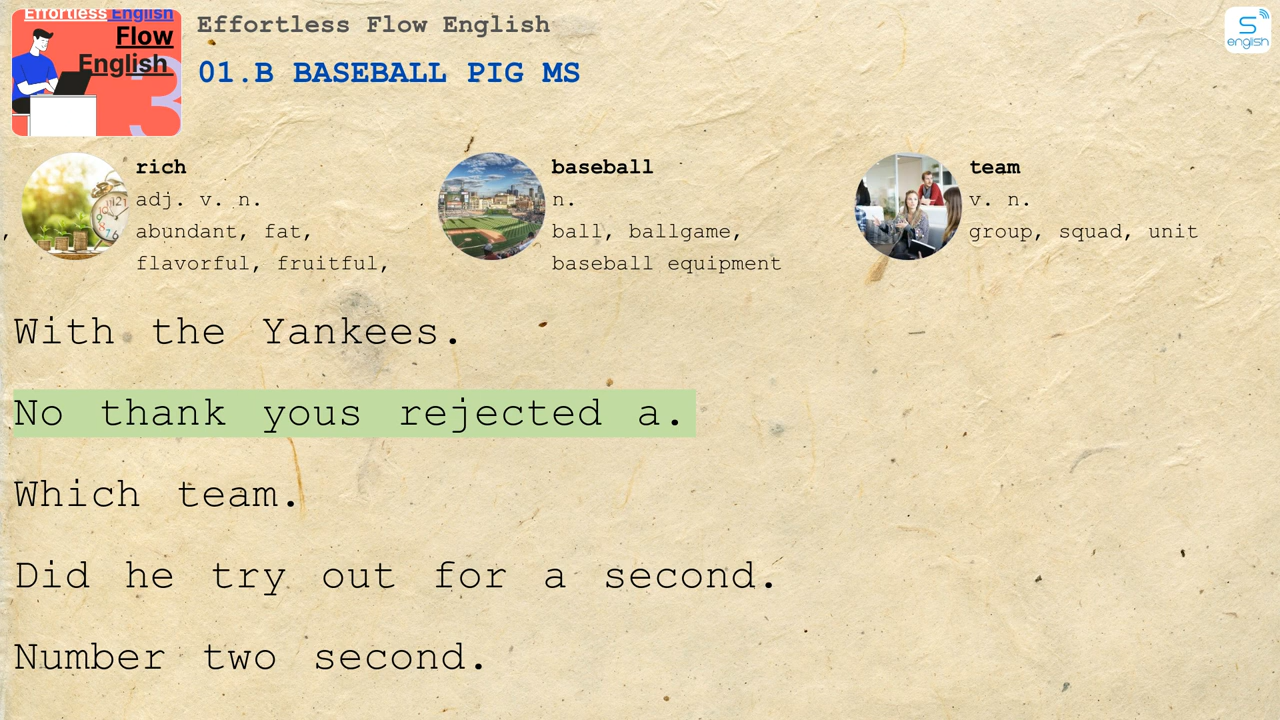 Effortless English
Flow
English
3
Effortless Flow English
01.B BASEBALL PIG MS
S
english
rich
adj. v. n.
abundant, fat,
flavorful, fruitful,
baseball
n.
ball, ballgame,
baseball equipment
team
v. n.
group, squad, unit
With the Yankees.
No thank yous rejected a.
Which team.
Did he try out for a second.
Number two second.